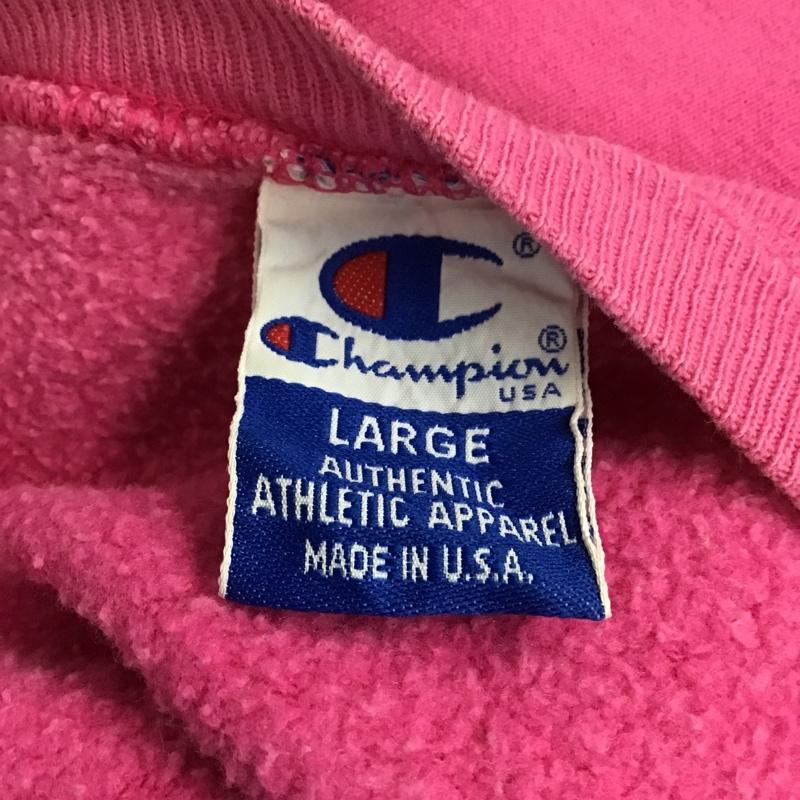 ®
Champion®
USA
LARGE
AUTHENTIC
ATHLETIC APPAREL
MADE IN U.S.A.